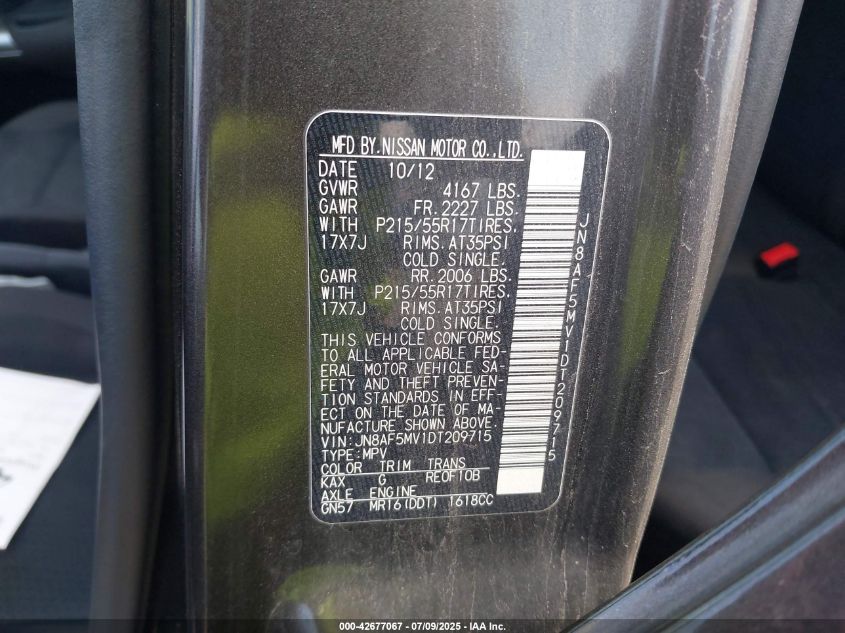 MFD BY.NISSAN MOTOR CO.,LTD.
DATE 10/12
GVWR 4167 LBS.
GAWR FR. 2227 LBS.
WITH P215/55R17TIRES.
17X7J RIMS.AT35PSI
COLD SINGLE.
GAWR RR. 2006 LBS.
WITH P215/55R17TIRES.
17X7J RIMS.AT35PSI
COLD SINGLE.
THIS VEHICLE CONFORMS
TO ALL APPLICABLE FED-
ERAL MOTOR VEHICLE SA-
FETY AND THEFT PREVEN-
TION STANDARDS IN EFF-
ECT ON THE DATE OF MA-
NUFACTURE SHOWN ABOVE.
VIN:JN8AF5MV1DT209715
TYPE:MPV
COLOR TRIM TRANS
KAX G RE0F10B
AXLE ENGINE
GN57 MR16(DDT) 1618CC
JN8AF5MV1DT209715
000-42677067 | 07/09/2025 | IAA Inc.